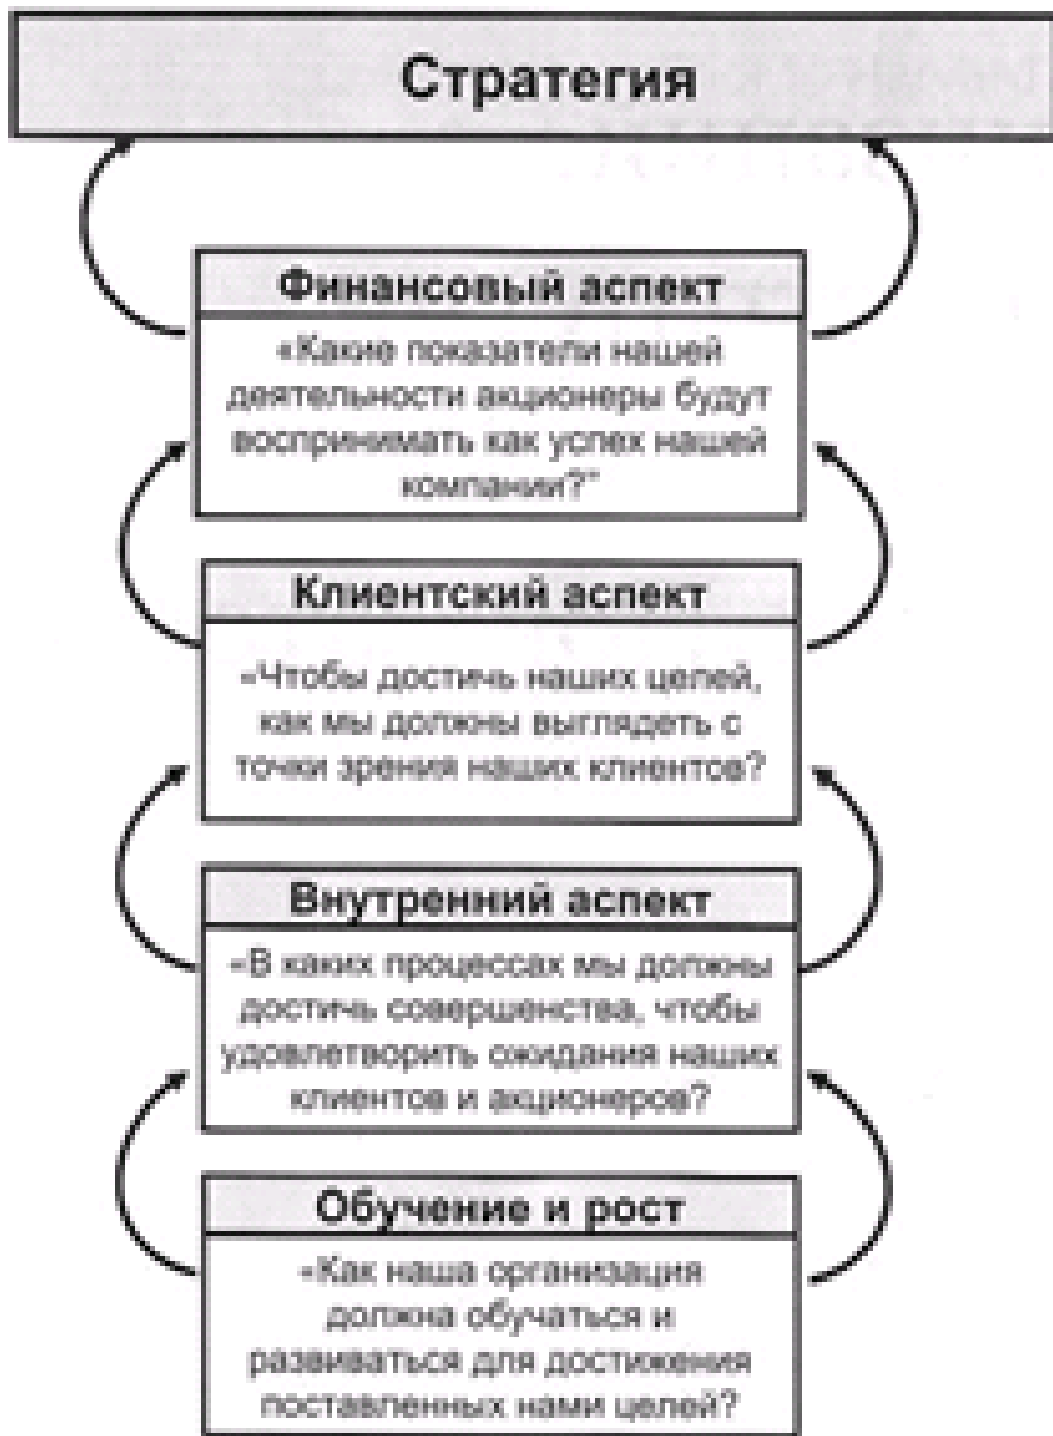 Стратегия
Финансовый аспект
«Какие показатели нашей
деятельности акционеры будут
воспринимать как успех нашей
компании?"
Клиентский аспект
«Чтобы достичь наших целей,
как мы должны выглядеть с
точки зрения наших клиентов?
Внутренний аспект
«В каких процессах мы должны
достичь совершенства, чтобы
удовлетворить ожидания наших
клиентов и акционеров?
Обучение и рост
«Как наша организация
должна обучаться и
развиваться для достижения
поставленных нами целей?